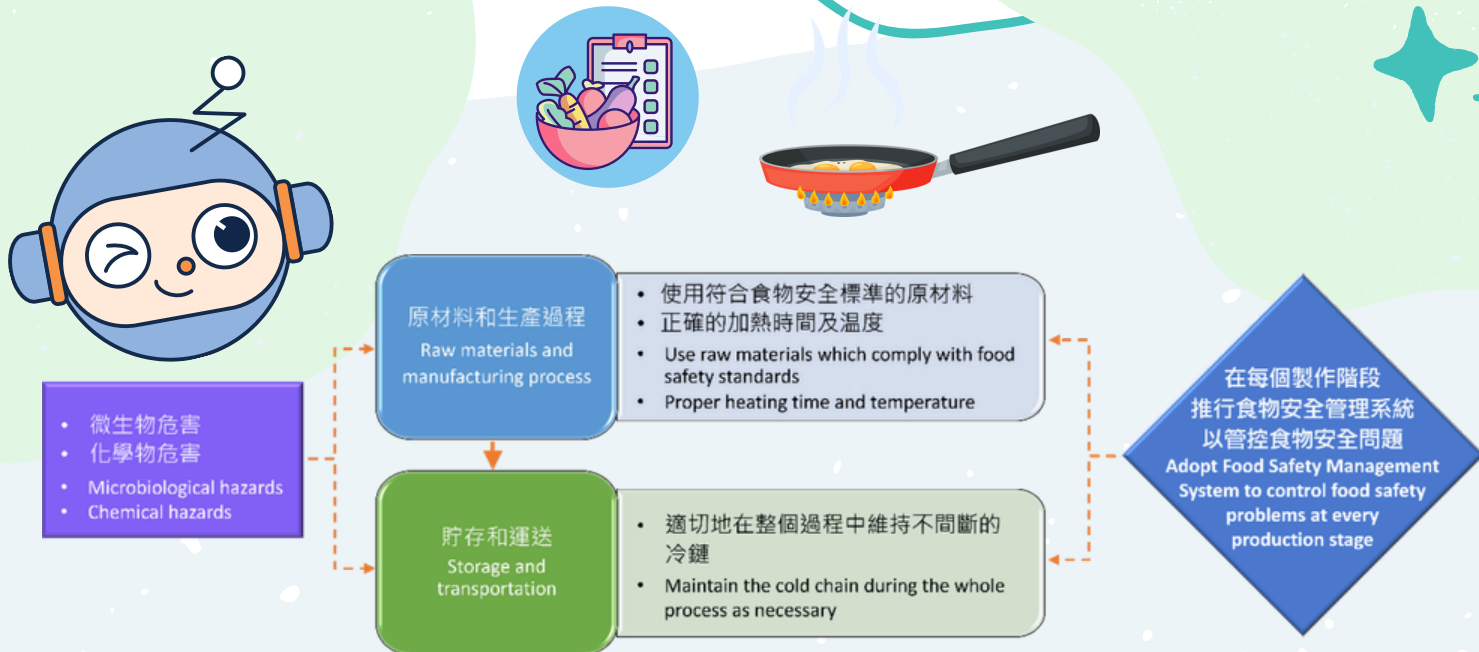 • 微生物危害
• 化學物危害
• Microbiological hazards
• Chemical hazards
原材料和生產過程
Raw materials and
manufacturing process
• 使用符合食物安全標準的原材料
• 正確的加熱時間及温度
• Use raw materials which comply with food
safety standards
• Proper heating time and temperature
貯存和運送
Storage and
transportation
• 適切地在整個過程中維持不間斷的
冷鏈
• Maintain the cold chain during the whole
process as necessary
在每個製作階段
推行食物安全管理系統
以管控食物安全問題
Adopt Food Safety Management
System to control food safety
problems at every
production stage